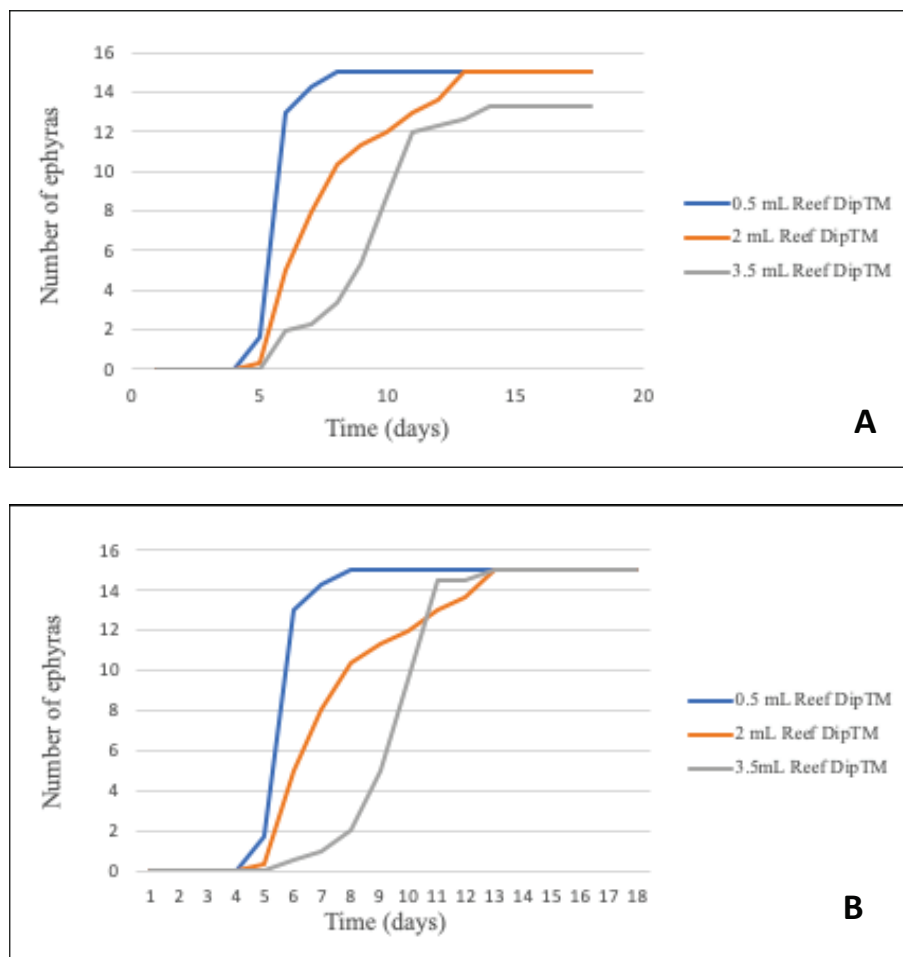 16
14
12
10
8
6
4
2
0
Number of ephyras
0 5 10 15 20
Time (days)
0.5 mL Reef DipTM
2 mL Reef DipTM
3.5 mL Reef DipTM
A
16
14
12
10
8
6
4
2
0
Number of ephyras
1 2 3 4 5 6 7 8 9 10 11 12 13 14 15 16 17 18
Time (days)
0.5 mL Reef DipTM
2 mL Reef DipTM
3.5mL Reef DipTM
B